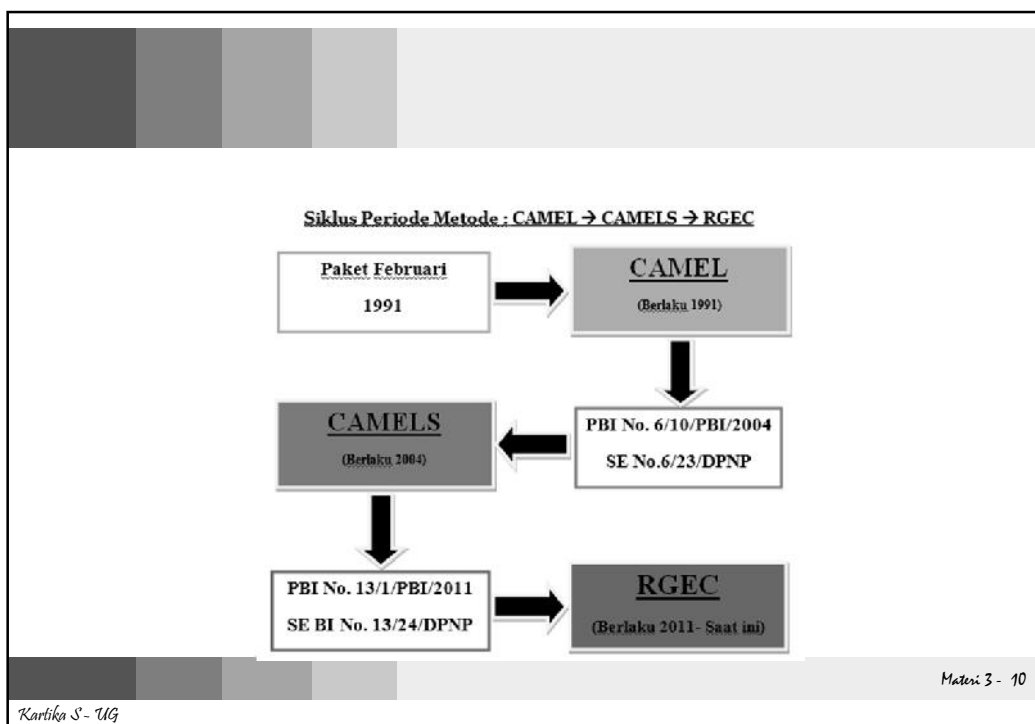 Siklus Periode Metode : CAMEL → CAMELS → RGEC
Paket Februari
1991
CAMEL
(Berlaku 1991)
PBI No. 6/10/PBI/2004
SE No.6/23/DPNP
CAMELS
(Berlaku 2004)
PBI No. 13/1/PBI/2011
SE BI No. 13/24/DPNP
RGEC
(Berlaku 2011- Saat ini)
Materi 3 - 10
Kartika S - UG